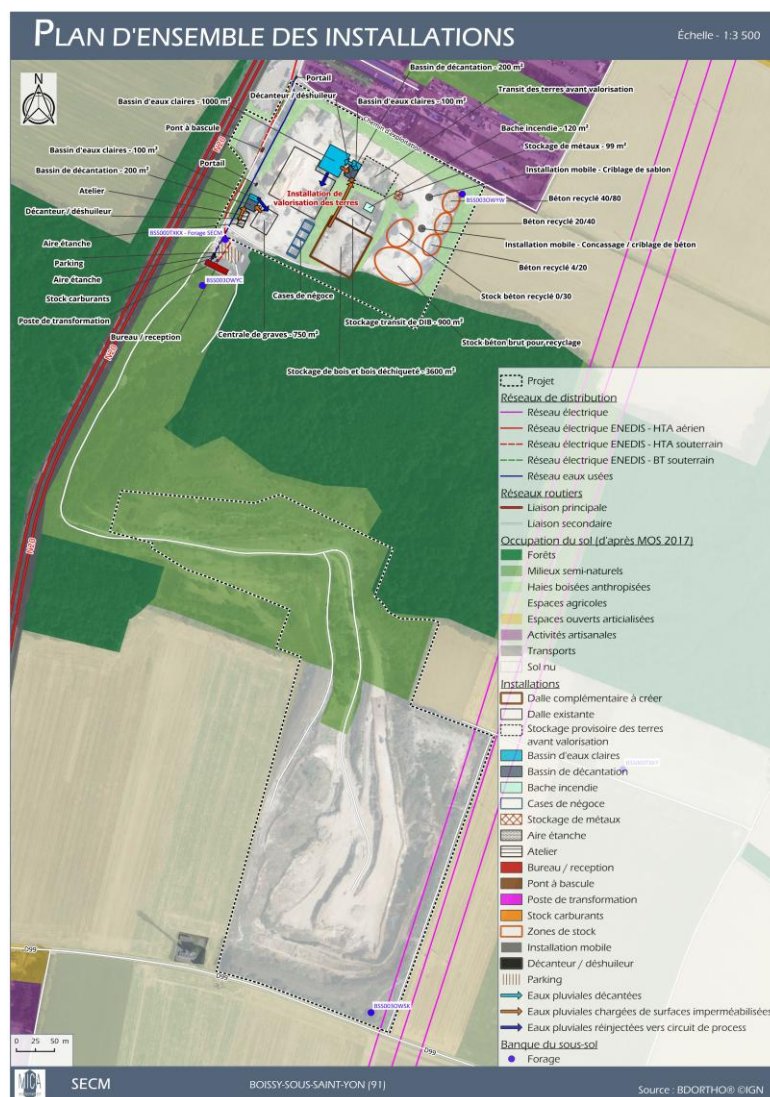 PLAN D'ENSEMBLE DES INSTALLATIONS
Échelle - 1:3 500
N
Portail
Bassin de décantation - 200 m²
Décanteur / déshuileur
Bassin d'eaux claires - 100 m²
Transit des terres avant valorisation
Bassin d'eaux claires - 1000 m²
Chemin d'exploitation
Bache incendie - 120 m²
Pont à bascule
Stockage de métaux - 99 m²
Bassin d'eaux claires - 100 m²
Portail
Installation mobile - Criblage de sablon
Bassin de décantation - 200 m²
Installation de valorisation des terres
BSS003OWYW
Béton recyclé 40/80
Atelier
Décanteur / déshuileur
Béton recyclé 20/40
BSS000TXKX - Forage SECM
Aire étanche
Installation mobile - Concassage / criblage de béton
Parking
Béton recyclé 4/20
Aire étanche
BSS003OWYC
Stock carburants
Cases de négoce
Stock béton recyclé 0/30
Poste de transformation
Bureau / reception
Centrale de graves - 750 m²
Stockage transit de DIB - 900 m²
Stock béton brut pour recyclage
Stockage de bois et bois déchiqueté - 3600 m²
N20
N20
N20
Projet
Réseaux de distribution
Réseau électrique
Réseau électrique ENEDIS - HTA aérien
Réseau électrique ENEDIS - HTA souterrain
Réseau électrique ENEDIS - BT souterrain
Réseau eaux usées
Réseaux routiers
Liaison principale
Liaison secondaire
Occupation du sol (d'après MOS 2017)
Forêts
Milieux semi-naturels
Haies boisées anthropisées
Espaces agricoles
Espaces ouverts articialisées
Activités artisanales
Transports
Sol nu
Installations
Dalle complémentaire à créer
Dalle existante
Stockage provisoire des terres
avant valorisation
Bassin d'eaux claires
Bassin de décantation
Bache incendie
Cases de négoce
Stockage de métaux
Aire étanche
Atelier
Bureau / reception
Pont à bascule
Poste de transformation
Stock carburants
Zones de stock
Installation mobile
Décanteur / déshuileur
Parking
Eaux pluviales décantées
Eaux pluviales chargées de surfaces imperméabilisées
Eaux pluviales réinjectées vers circuit de process
Banque du sous-sol
Forage
D99
D99
D99
BSS003OWSK
0 25 50 m
MICA
SECM
BOISSY-SOUS-SAINT-YON (91)
Source : BDORTHO® ©IGN